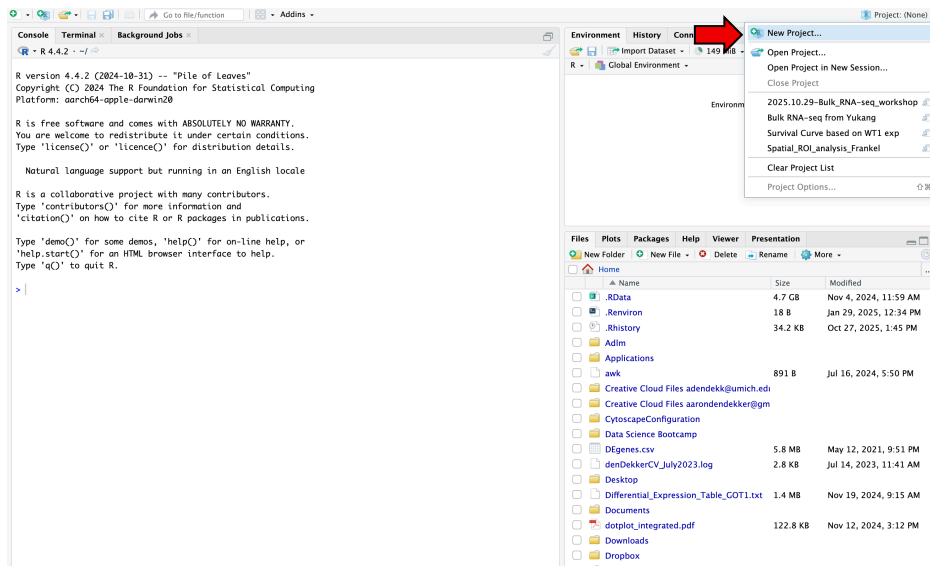 Go to file/function
Addins
Project: (None)
Console Terminal Background Jobs
R 4.4.2 · ~/
R version 4.4.2 (2024-10-31) -- "Pile of Leaves"
Copyright (C) 2024 The R Foundation for Statistical Computing
Platform: aarch64-apple-darwin20
R is free software and comes with ABSOLUTELY NO WARRANTY.
You are welcome to redistribute it under certain conditions.
Type 'license()' or 'licence()' for distribution details.
Natural language support but running in an English locale
R is a collaborative project with many contributors.
Type 'contributors()' for more information and
'citation()' on how to cite R or R packages in publications.
Type 'demo()' for some demos, 'help()' for on-line help, or
'help.start()' for an HTML browser interface to help.
Type 'q()' to quit R.
>
Environment History Conn
Import Dataset 149 MiB
R Global Environment
Environm
New Project...
Open Project...
Open Project in New Session...
Close Project
2025.10.29-Bulk_RNA-seq_workshop
Bulk RNA-seq from Yukang
Survival Curve based on WT1 exp
Spatial_ROI_analysis_Frankel
Clear Project List
Project Options... ⇧⌘
Files Plots Packages Help Viewer Presentation
New Folder New File Delete Rename More
Home ..
Name Size Modified
.RData 4.7 GB Nov 4, 2024, 11:59 AM
.Renviron 18 B Jan 29, 2025, 12:34 PM
.Rhistory 34.2 KB Oct 27, 2025, 1:45 PM
Adlm
Applications
awk 891 B Jul 16, 2024, 5:50 PM
Creative Cloud Files adendekk@umich.edu
Creative Cloud Files aarondendekker@gm
CytoscapeConfiguration
Data Science Bootcamp
DEgenes.csv 5.8 MB May 12, 2021, 9:51 PM
denDekkerCV_July2023.log 2.8 KB Jul 14, 2023, 11:41 AM
Desktop
Differential_Expression_Table_GOT1.txt 1.4 MB Nov 19, 2024, 9:15 AM
Documents
dotplot_integrated.pdf 122.8 KB Nov 12, 2024, 3:12 PM
Downloads
Dropbox